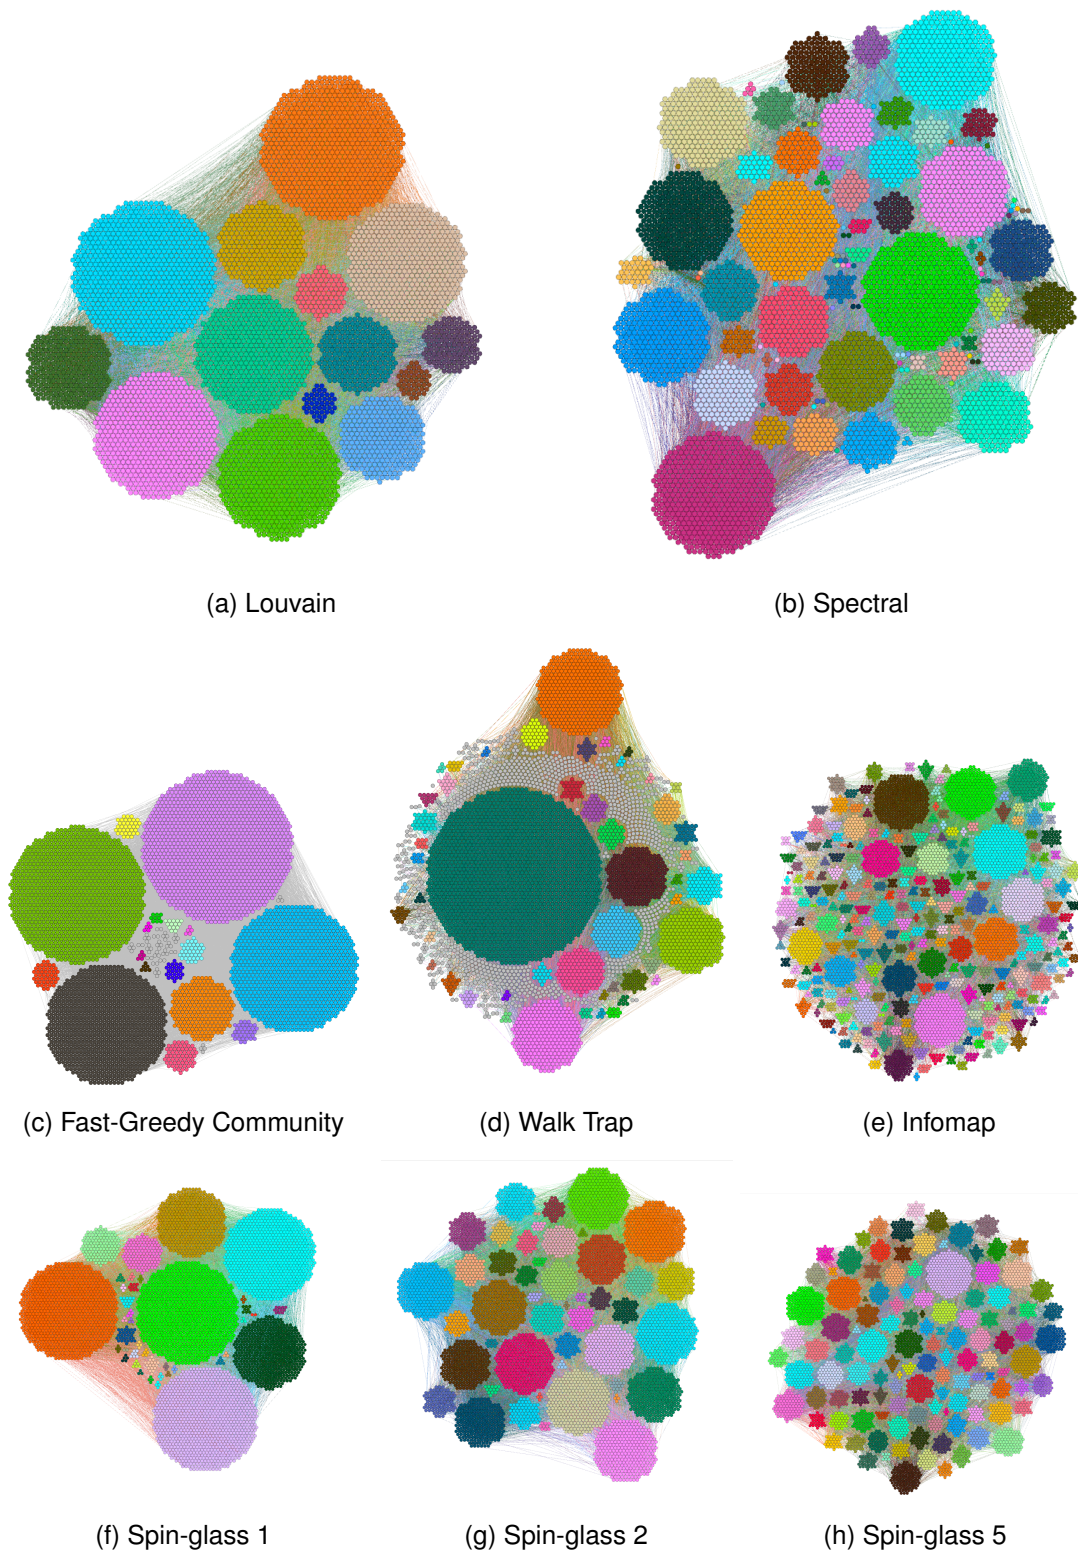 (a) Louvain
(b) Spectral
(c) Fast-Greedy Community
(d) Walk Trap
(e) Infomap
(f) Spin-glass 1
(g) Spin-glass 2
(h) Spin-glass 5